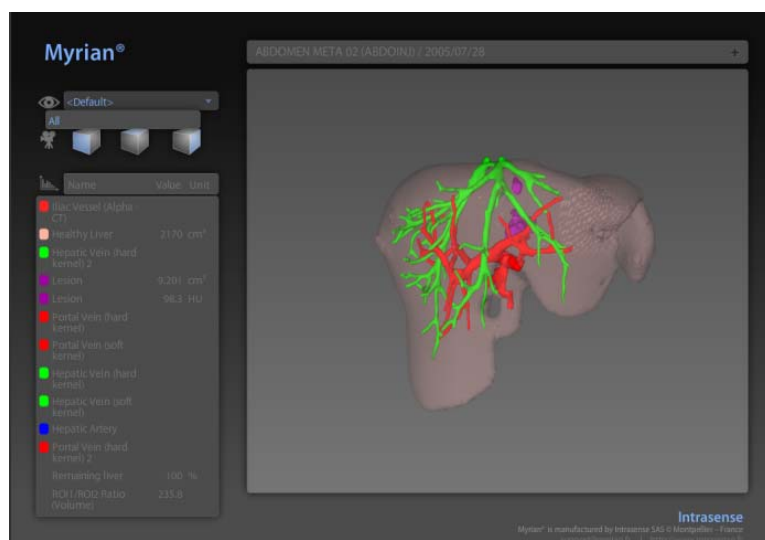 Myrian®
ABDOMEN META 02 (ABDOINJ) / 2005/07/28 +
<Default>
All
Name Value Unit
Iliac Vessel (Alpha
CT)
Healthy Liver 2170 cm³
Hepatic Vein (hard
kernel) 2
Lesion 9.201 cm³
Lesion 98.3 HU
Portal Vein (hard
kernel)
Portal Vein (soft
kernel)
Hepatic Vein (hard
kernel)
Hepatic Vein (soft
kernel)
Hepatic Artery
Portal Vein (hard
kernel) 2
Remaining liver 100 %
ROI1/ROI2 Ratio 235.8
(Volume)
Intrasense
Myrian® is manufactured by Intrasense SAS © Montpellier - France